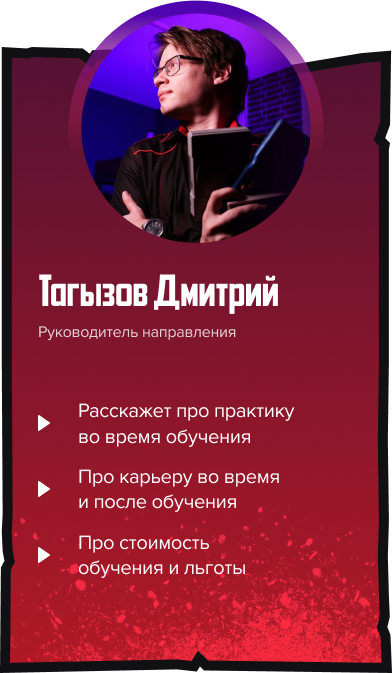 Тагызов Дмитрий
Руководитель направления
Расскажет про практику
во время обучения
Про карьеру во время
и после обучения
Про стоимость
обучения и льготы